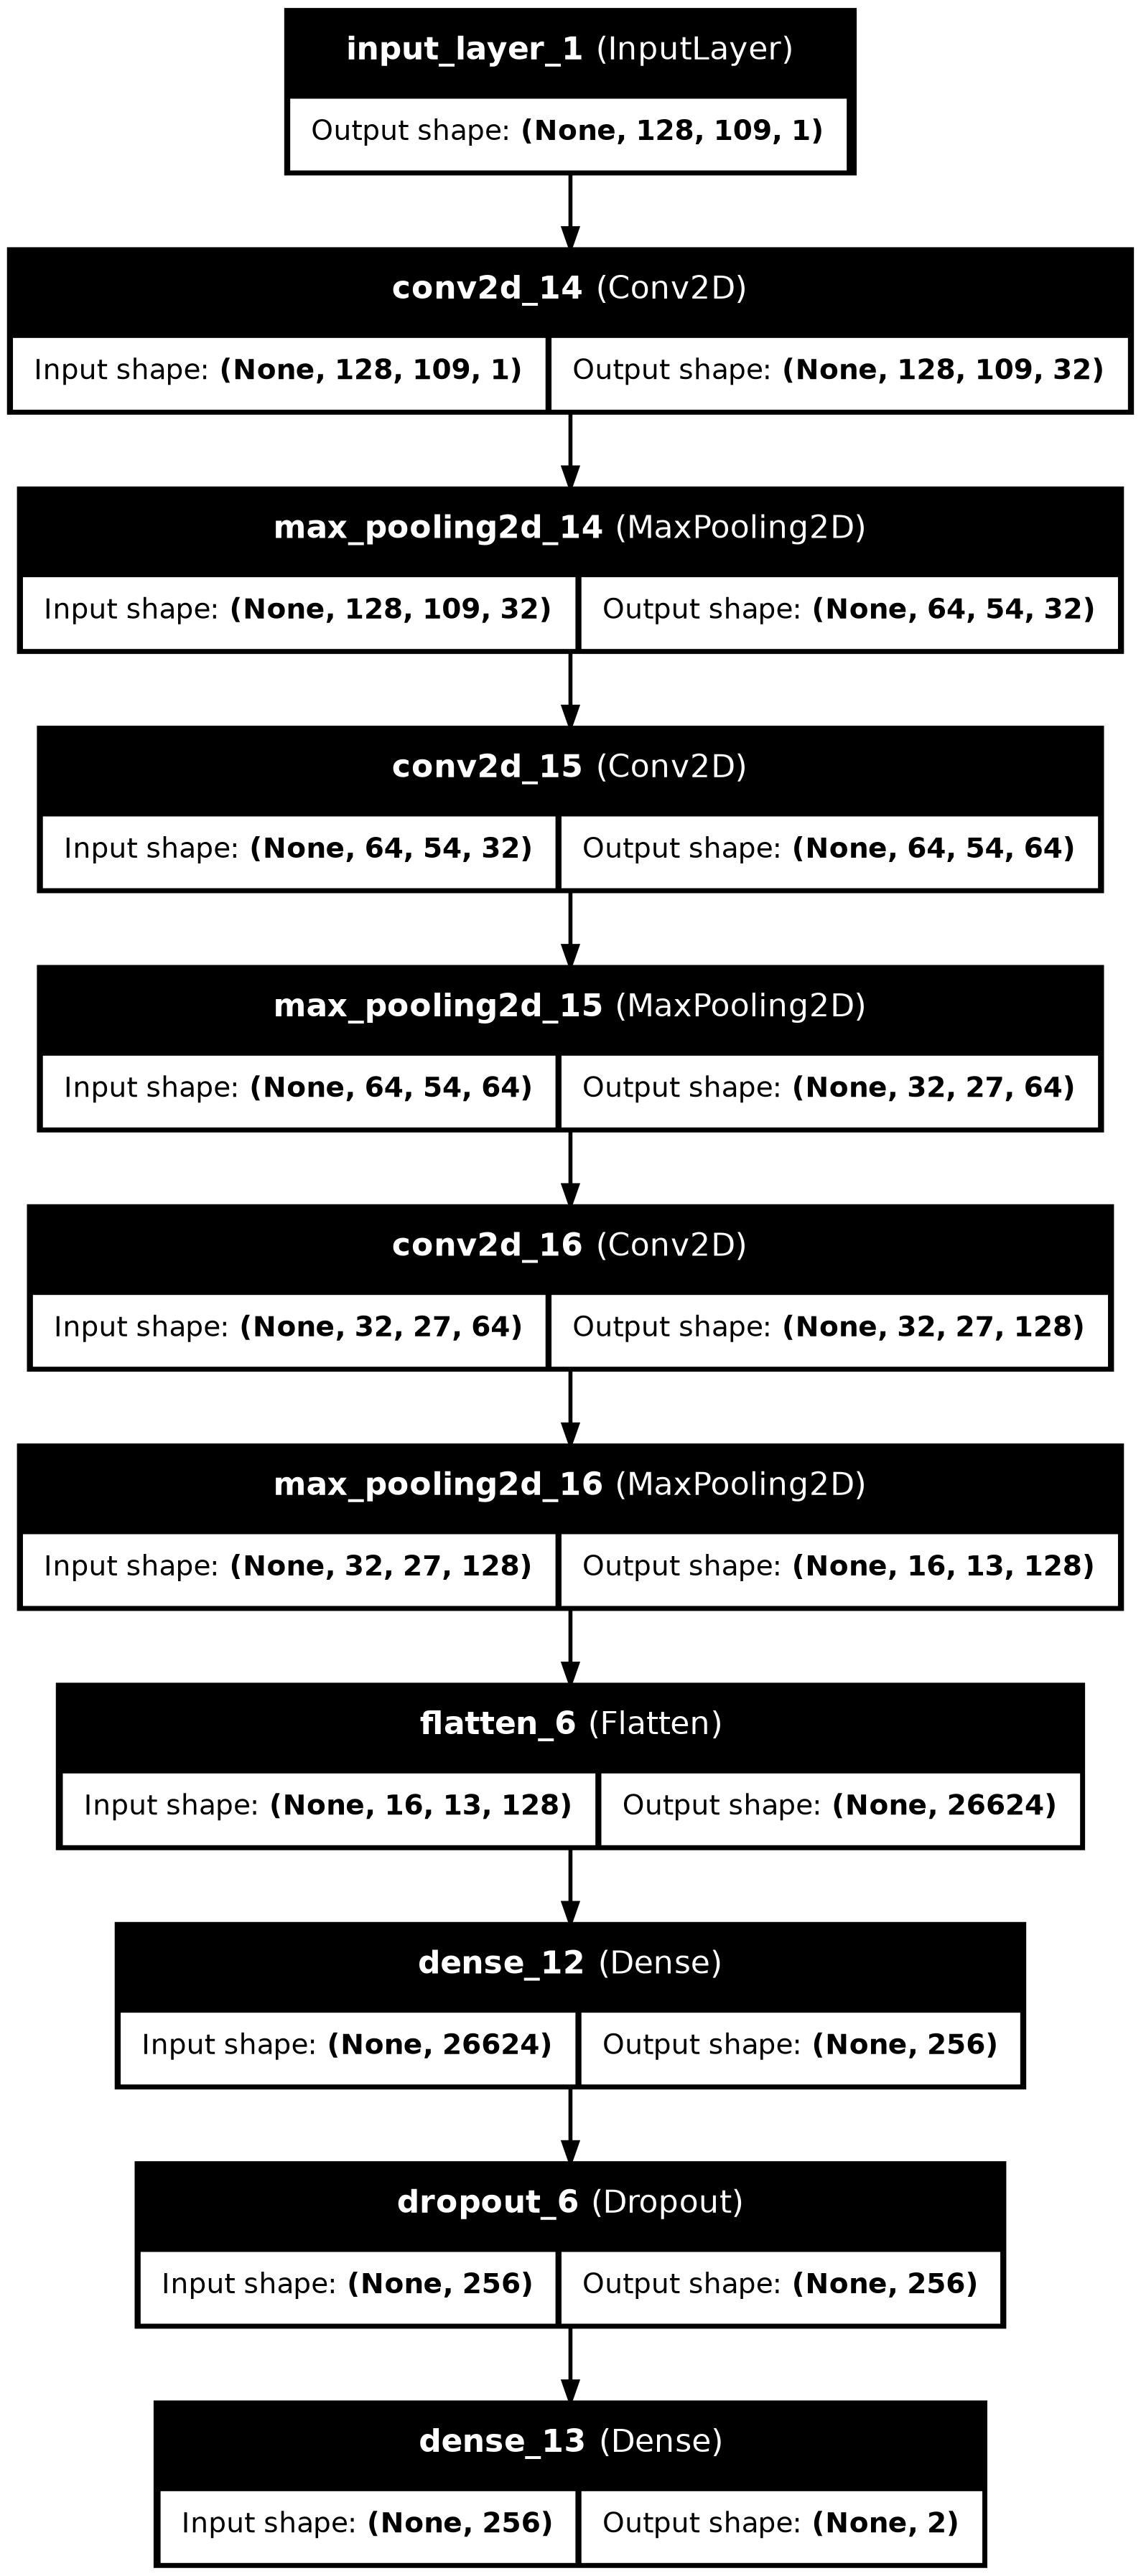 input_layer_1 (InputLayer)
Output shape: (None, 128, 109, 1)
conv2d_14 (Conv2D)
Input shape: (None, 128, 109, 1) Output shape: (None, 128, 109, 32)
max_pooling2d_14 (MaxPooling2D)
Input shape: (None, 128, 109, 32) Output shape: (None, 64, 54, 32)
conv2d_15 (Conv2D)
Input shape: (None, 64, 54, 32) Output shape: (None, 64, 54, 64)
max_pooling2d_15 (MaxPooling2D)
Input shape: (None, 64, 54, 64) Output shape: (None, 32, 27, 64)
conv2d_16 (Conv2D)
Input shape: (None, 32, 27, 64) Output shape: (None, 32, 27, 128)
max_pooling2d_16 (MaxPooling2D)
Input shape: (None, 32, 27, 128) Output shape: (None, 16, 13, 128)
flatten_6 (Flatten)
Input shape: (None, 16, 13, 128) Output shape: (None, 26624)
dense_12 (Dense)
Input shape: (None, 26624) Output shape: (None, 256)
dropout_6 (Dropout)
Input shape: (None, 256) Output shape: (None, 256)
dense_13 (Dense)
Input shape: (None, 256) Output shape: (None, 2)